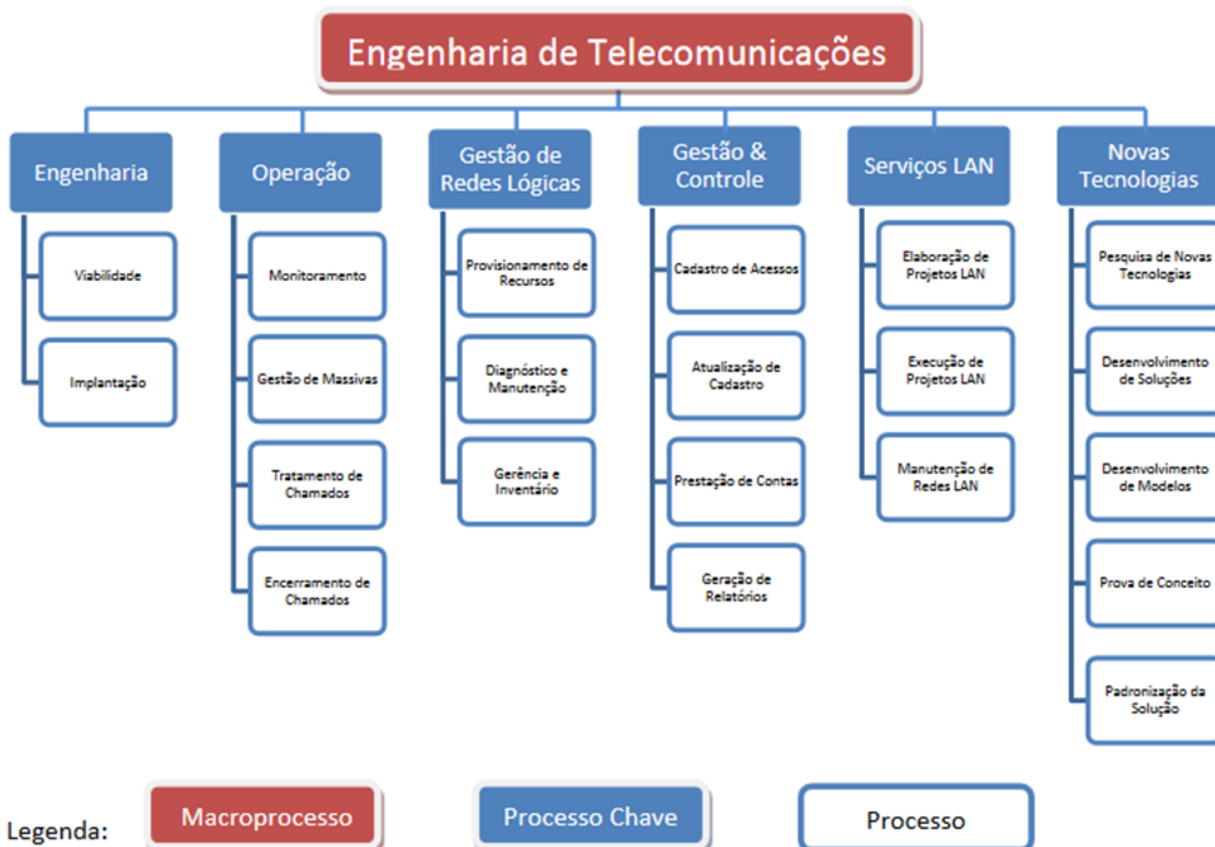 Engenharia de Telecomunicações
Engenharia
Viabilidade
Implantação
Operação
Monitoramento
Gestão de Massivas
Tratamento de
Chamados
Encerramento de
Chamados
Gestão de
Redes Lógicas
Provisionamento de
Recursos
Diagnóstico e
Manutenção
Gerência e
Inventário
Gestão &
Controle
Cadastro de Acessos
Atualização de
Cadastro
Prestação de Contas
Geração de
Relatórios
Serviços LAN
Elaboração de
Projetos LAN
Execução de
Projetos LAN
Manutenção de
Redes LAN
Novas
Tecnologias
Pesquisa de Novas
Tecnologias
Desenvolvimento
de Soluções
Desenvolvimento
de Modelos
Prova de Conceito
Padronização da
Solução
Legenda:
Macroprocesso
Processo Chave
Processo